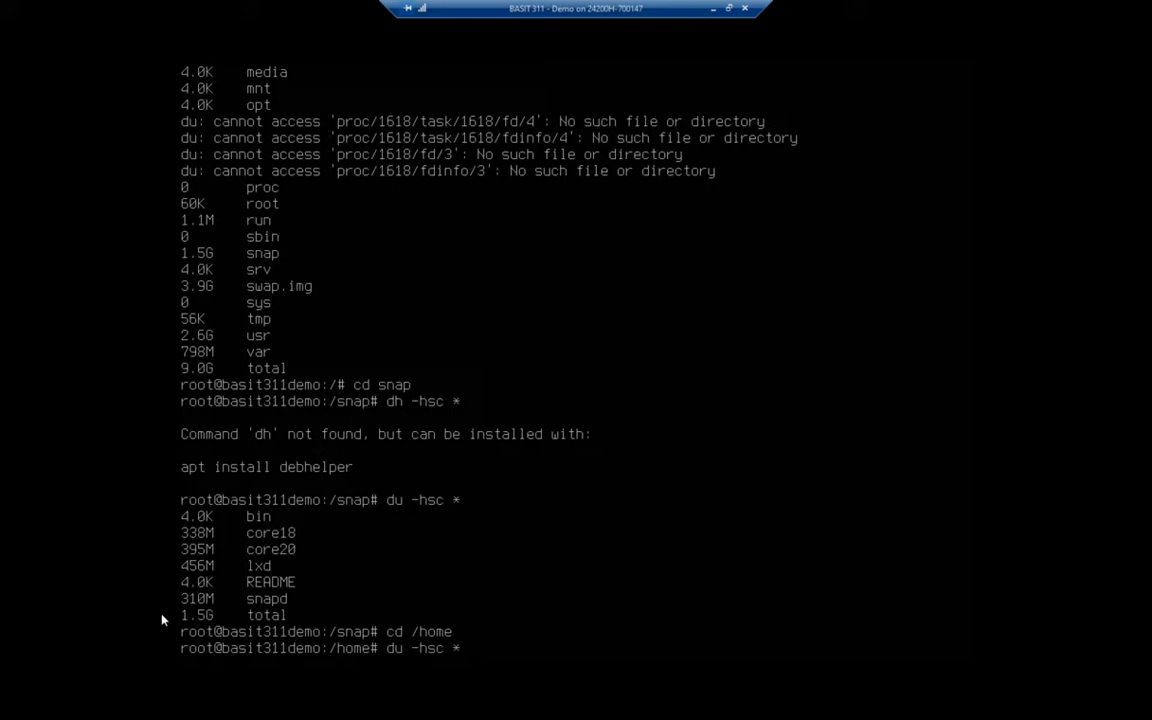 BASIT 311 - Demo on 24200H-700147
4.0K media
4.0K mnt
4.0K opt
du: cannot access 'proc/1618/task/1618/fd/4': No such file or directory
du: cannot access 'proc/1618/task/1618/fdinfo/4': No such file or directory
du: cannot access 'proc/1618/fd/3': No such file or directory
du: cannot access 'proc/1618/fdinfo/3': No such file or directory
0 proc
60K root
1.1M run
0 sbin
1.5G snap
4.0K srv
3.9G swap.img
0 sys
56K tmp
2.6G usr
798M var
9.0G total
root@basit311demo:/# cd snap
root@basit311demo:/snap# dh -hsc *
Command 'dh' not found, but can be installed with:
apt install debhelper
root@basit311demo:/snap# du -hsc *
4.0K bin
338M core18
395M core20
456M lxd
4.0K README
310M snapd
1.5G total
root@basit311demo:/snap# cd /home
root@basit311demo:/home# du -hsc *